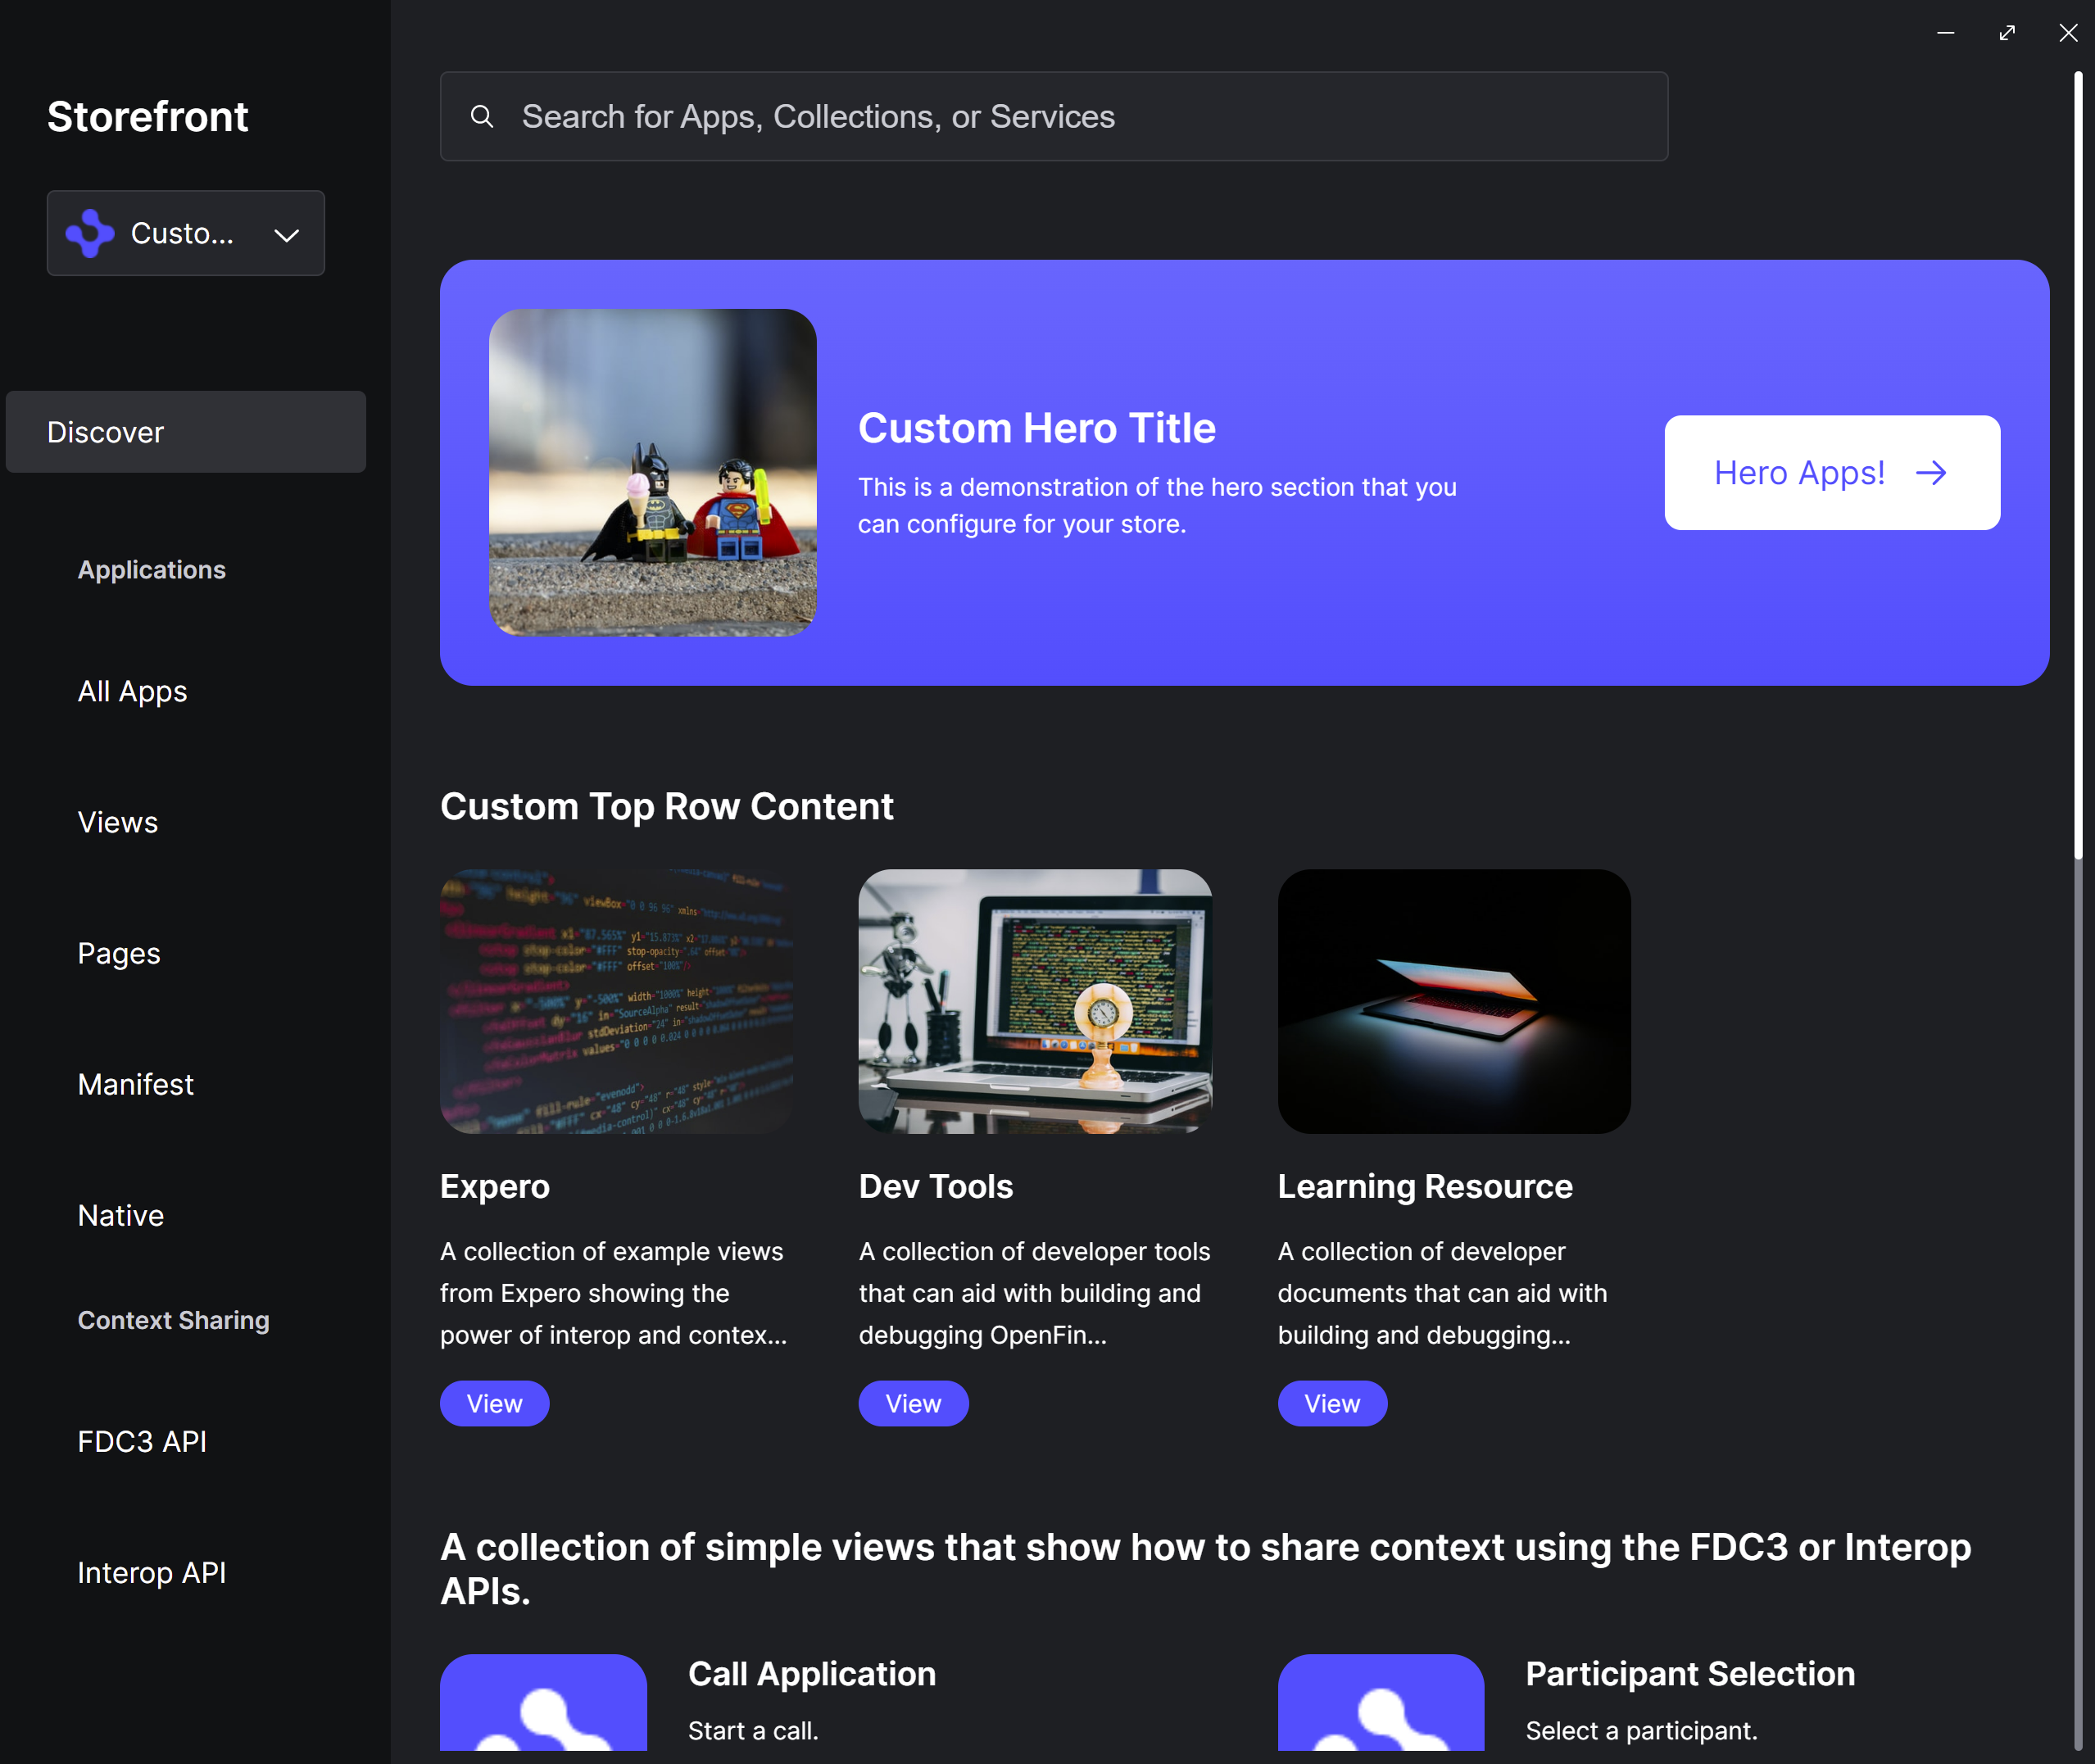 Storefront
Custo...
Discover
Applications
All Apps
Views
Pages
Manifest
Native
Context Sharing
FDC3 API
Interop API
Search for Apps, Collections, or Services
Custom Hero Title
This is a demonstration of the hero section that you
can configure for your store.
Hero Apps!
Custom Top Row Content
Expero
A collection of example views
from Expero showing the
power of interop and contex...
View
Dev Tools
A collection of developer tools
that can aid with building and
debugging OpenFin...
View
Learning Resource
A collection of developer
documents that can aid with
building and debugging...
View
A collection of simple views that show how to share context using the FDC3 or Interop
APIs.
Call Application
Start a call.
Participant Selection
Select a participant.